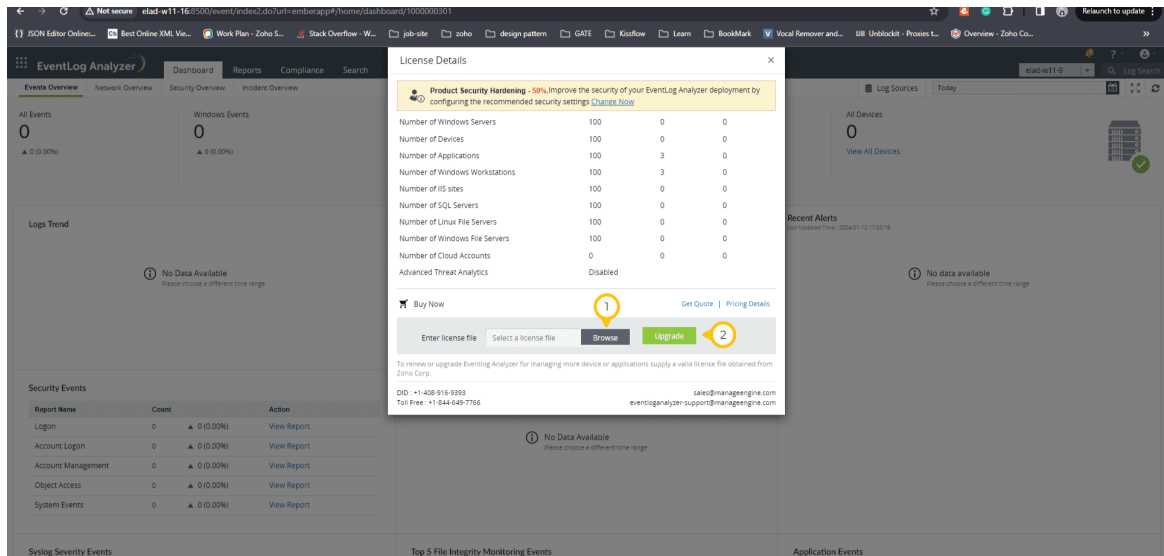 Not secure elad-w11-16:8500/event/index2.do?url=emberapp#/home/dashboard/1000000301 Relaunch to update
{} JSON Editor Online:... Best Online XML Vie... Work Plan - Zoho S... Stack Overflow - W... job-site zoho design pattern GATE Kissflow Learn BookMark Vocal Remover and... Unblockit - Proxies t... Overview - Zoho Co... »
EventLog Analyzer Dashboard Reports Compliance Search elad-w11-9 Log Search
Events Overview Network Overview Security Overview Incident Overview Log Sources Today
License Details ×
Product Security Hardening - 50%,Improve the security of your EventLog Analyzer deployment by
configuring the recommended security settings Change Now
Number of Windows Servers 100 0 0
Number of Devices 100 0 0
Number of Applications 100 3 0
Number of Windows Workstations 100 3 0
Number of IIS sites 100 0 0
Number of SQL Servers 100 0 0
Number of Linux File Servers 100 0 0
Number of Windows File Servers 100 0 0
Number of Cloud Accounts 0 0 0
Advanced Threat Analytics Disabled
Buy Now Get Quote | Pricing Details
1
Enter license file Select a license file Browse Upgrade 2
To renew or upgrade Eventlog Analyzer for managing more device or applications supply a valid license file obtained from
Zoho Corp.
DID : +1-408-916-9393 sales@manageengine.com
Toll Free : +1-844-649-7766 eventloganalyzer-support@manageengine.com
All Events Windows Events All Devices
0 0 0
▲ 0 (0.00%) ▲ 0 (0.00%) View All Devices
Logs Trend
No Data Available
Please choose a different time range
Recent Alerts
Last Updated Time : 2024-01-12 17:53:16
No data available
Please choose a different time range
Security Events
Report Name Count Action
Logon 0 ▲ 0 (0.00%) View Report
Account Logon 0 ▲ 0 (0.00%) View Report
Account Management 0 ▲ 0 (0.00%) View Report
Object Access 0 ▲ 0 (0.00%) View Report
System Events 0 ▲ 0 (0.00%) View Report
No Data Available
Please choose a different time range
Syslog Severity Events Top 5 File Integrity Monitoring Events Application Events